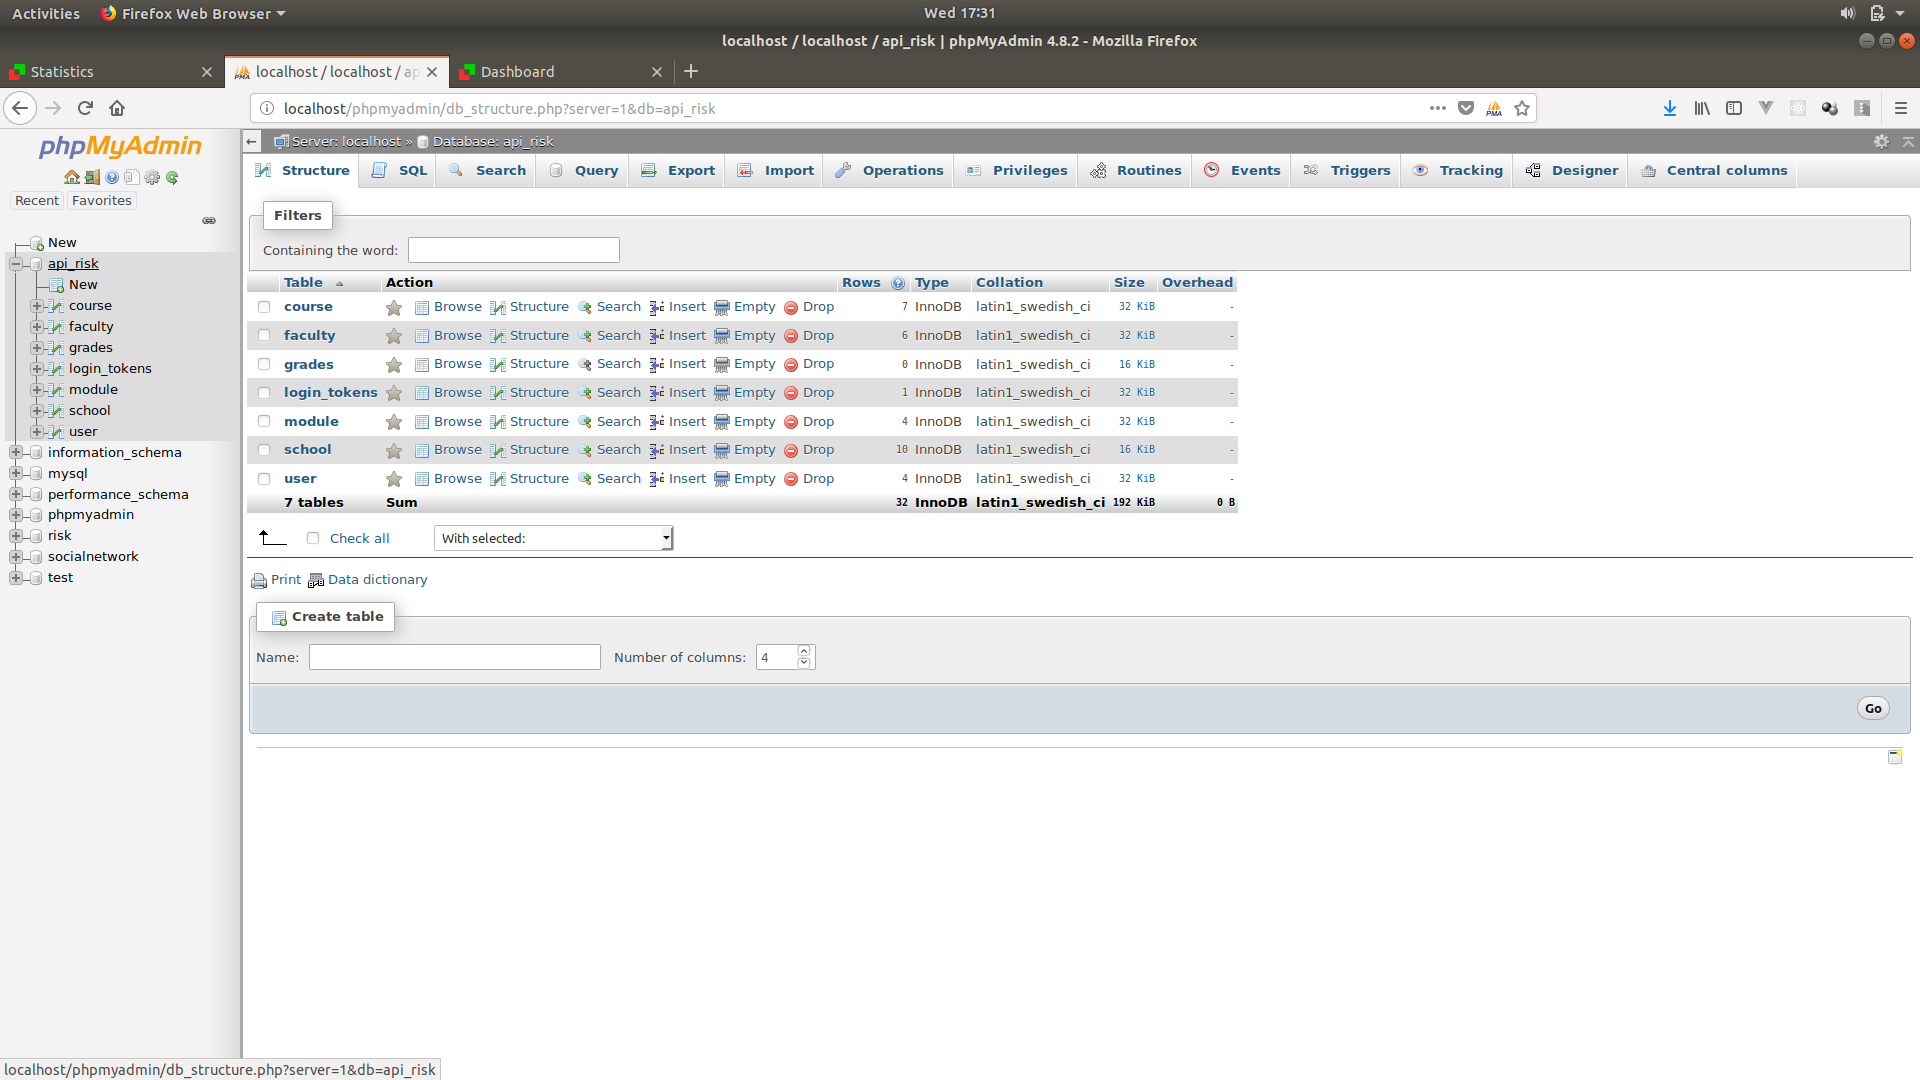 Activities Firefox Web Browser Wed 17:31
localhost / localhost / api_risk | phpMyAdmin 4.8.2 - Mozilla Firefox
Statistics localhost / localhost / ap Dashboard
localhost/phpmyadmin/db_structure.php?server=1&db=api_risk
phpMyAdmin
Recent Favorites
New
api_risk
New
course
faculty
grades
login_tokens
module
school
user
information_schema
mysql
performance_schema
phpmyadmin
risk
socialnetwork
test
Server: localhost » Database: api_risk
Structure SQL Search Query Export Import Operations Privileges Routines Events Triggers Tracking Designer Central columns
Filters
Containing the word:
Table Action Rows Type Collation Size Overhead
course Browse Structure Search Insert Empty Drop 7 InnoDB latin1_swedish_ci 32 KiB -
faculty Browse Structure Search Insert Empty Drop 6 InnoDB latin1_swedish_ci 32 KiB -
grades Browse Structure Search Insert Empty Drop 0 InnoDB latin1_swedish_ci 16 KiB -
login_tokens Browse Structure Search Insert Empty Drop 1 InnoDB latin1_swedish_ci 32 KiB -
module Browse Structure Search Insert Empty Drop 4 InnoDB latin1_swedish_ci 32 KiB -
school Browse Structure Search Insert Empty Drop 10 InnoDB latin1_swedish_ci 16 KiB -
user Browse Structure Search Insert Empty Drop 4 InnoDB latin1_swedish_ci 32 KiB -
7 tables Sum 32 InnoDB latin1_swedish_ci 192 KiB 0 B
Check all With selected:
Print Data dictionary
Create table
Name: Number of columns: 4
Go
localhost/phpmyadmin/db_structure.php?server=1&db=api_risk